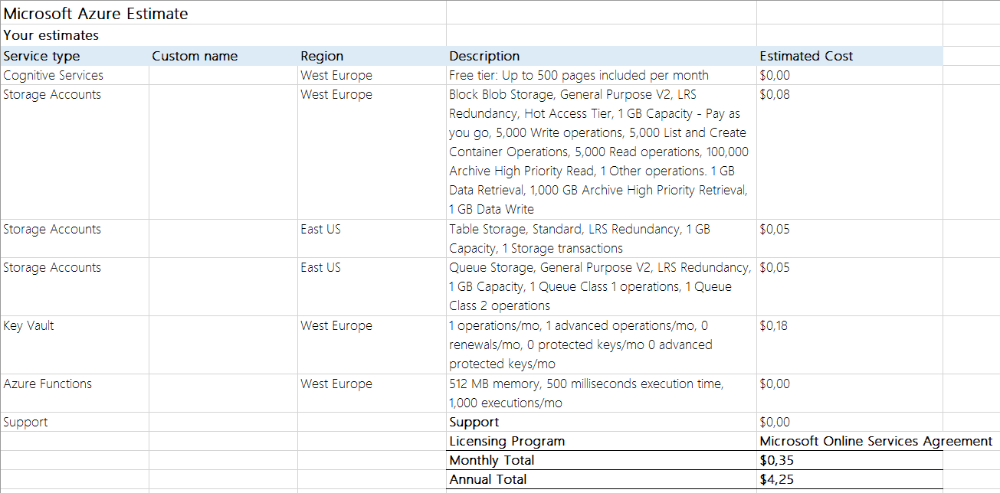 Microsoft Azure Estimate
Your estimates
Service type Custom name Region Description Estimated Cost
Cognitive Services West Europe Free tier: Up to 500 pages included per month $0,00
Storage Accounts West Europe Block Blob Storage, General Purpose V2, LRS $0,08
Redundancy, Hot Access Tier, 1 GB Capacity - Pay as
you go, 5,000 Write operations, 5,000 List and Create
Container Operations, 5,000 Read operations, 100,000
Archive High Priority Read, 1 Other operations. 1 GB
Data Retrieval, 1,000 GB Archive High Priority Retrieval,
1 GB Data Write
Storage Accounts East US Table Storage, Standard, LRS Redundancy, 1 GB $0,05
Capacity, 1 Storage transactions
Storage Accounts East US Queue Storage, General Purpose V2, LRS Redundancy, $0,05
1 GB Capacity, 1 Queue Class 1 operations, 1 Queue
Class 2 operations
Key Vault West Europe 1 operations/mo, 1 advanced operations/mo, 0 $0,18
renewals/mo, 0 protected keys/mo 0 advanced
protected keys/mo
Azure Functions West Europe 512 MB memory, 500 milliseconds execution time, $0,00
1,000 executions/mo
Support Support $0,00
Licensing Program Microsoft Online Services Agreement
Monthly Total $0,35
Annual Total $4,25